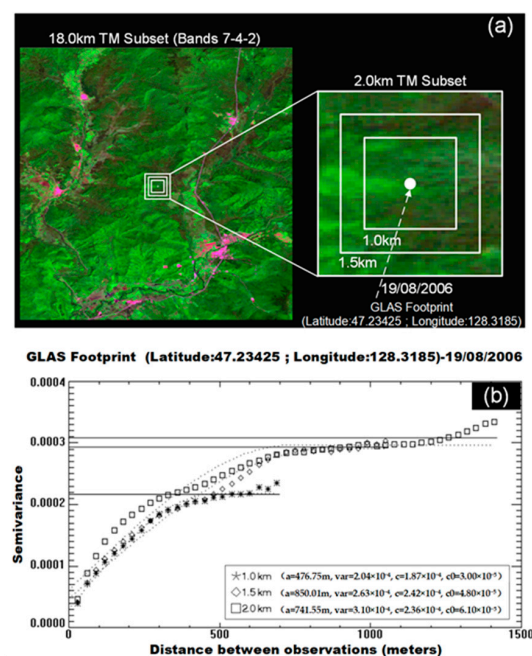 (a)
18.0km TM Subset (Bands 7-4-2)
2.0km TM Subset
1.0km
1.5km
19/08/2006
GLAS Footprint
(Latitude:47.23425 ; Longitude:128.3185)
GLAS Footprint (Latitude:47.23425 ; Longitude:128.3185)-19/08/2006
(b)
0.0004
0.0003
0.0002
0.0001
0.0000
Semivariance
1.0 km (a=476.75m, var=2.04×10⁻⁴, c=1.87×10⁻⁴, c0=3.00×10⁻⁵)
1.5 km (a=850.01m, var=2.63×10⁻⁴, c=2.42×10⁻⁴, c0=4.80×10⁻⁵)
2.0 km (a=741.55m, var=3.10×10⁻⁴, c=2.36×10⁻⁴, c0=6.10×10⁻⁵)
0 500 1000 1500
Distance between observations (meters)